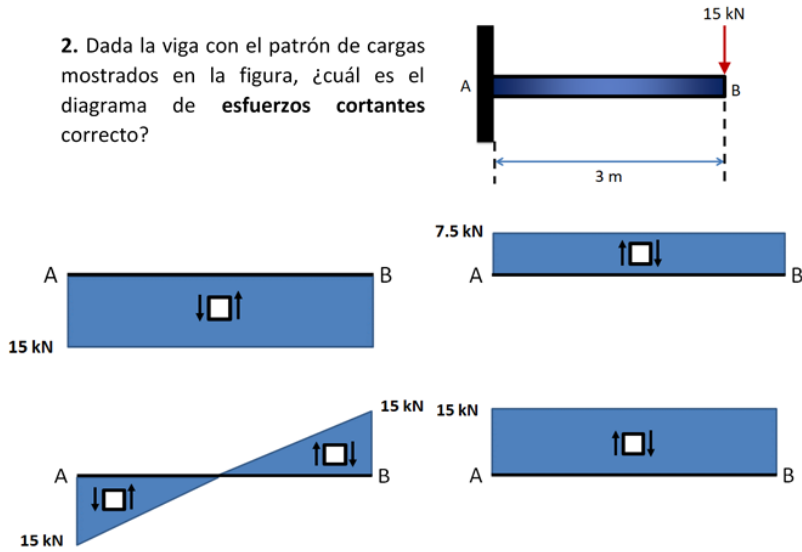 2. Dada la viga con el patrón de cargas
mostrados en la figura, ¿cuál es el
diagrama de esfuerzos cortantes
correcto?
15 kN
A
B
3 m
A
B
15 kN
7.5 kN
A
B
15 kN
A
B
15 kN
15 kN
A
B